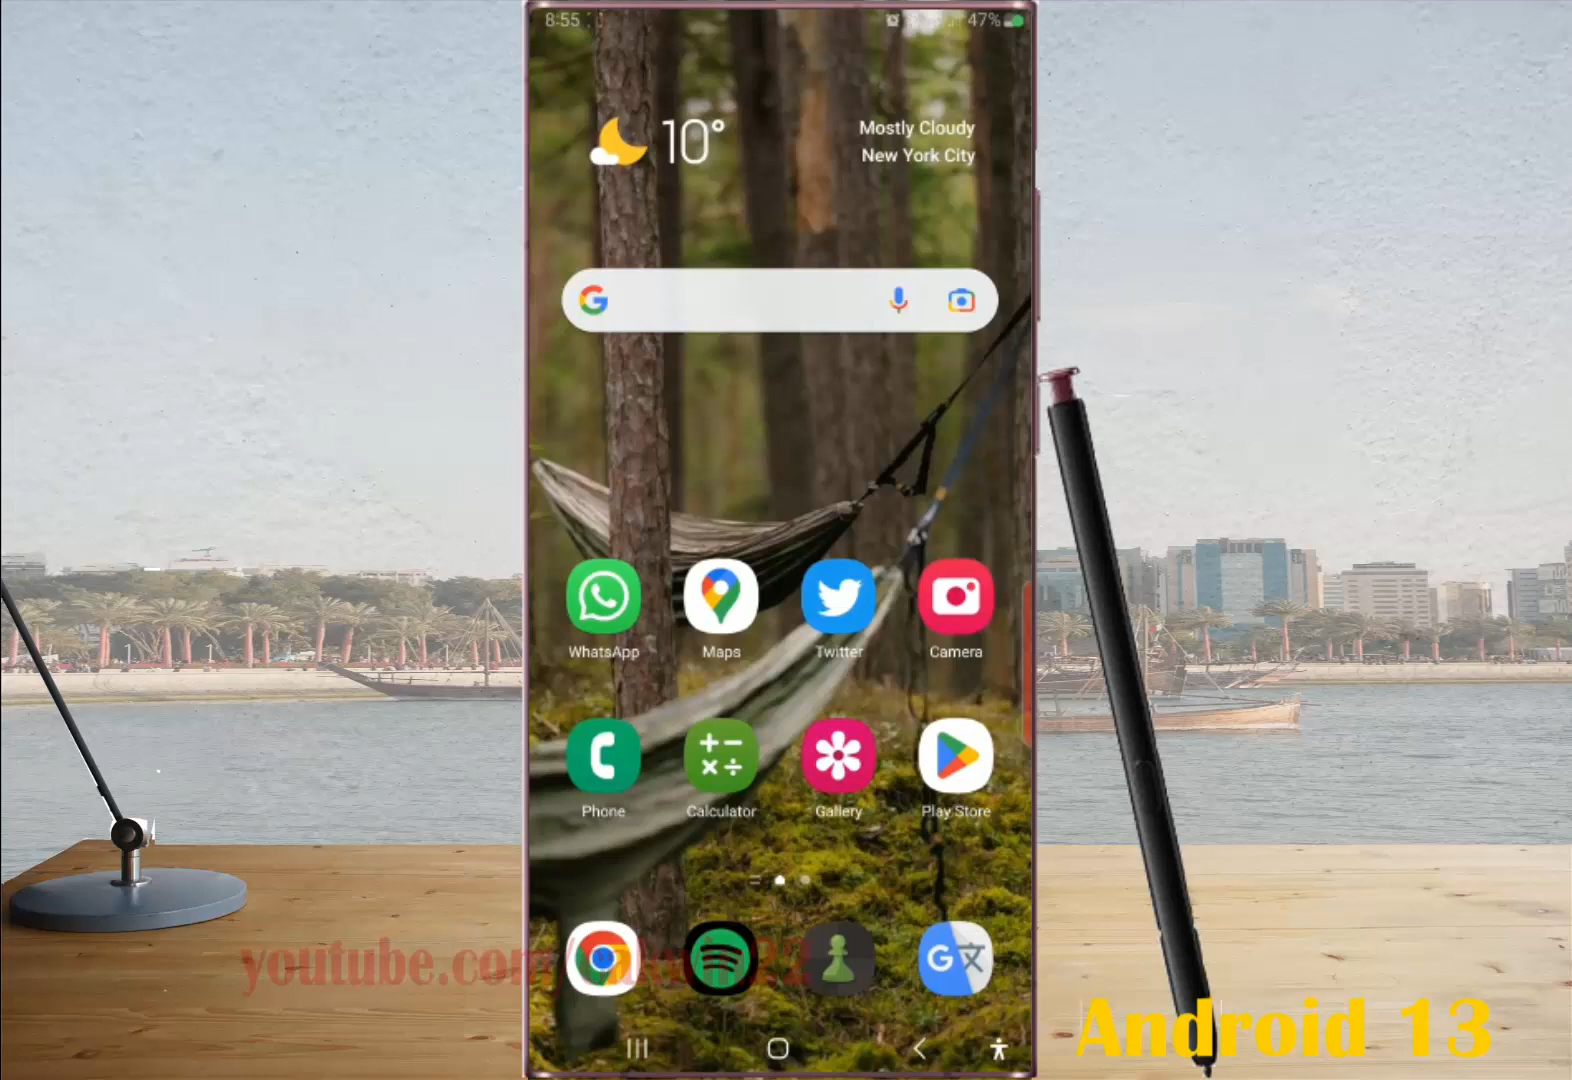 8:55
47%
10°
Mostly Cloudy
New York City
WhatsApp
Maps
Twitter
Camera
Phone
Calculator
Gallery
Play Store
youtube.com/
22
Android 13